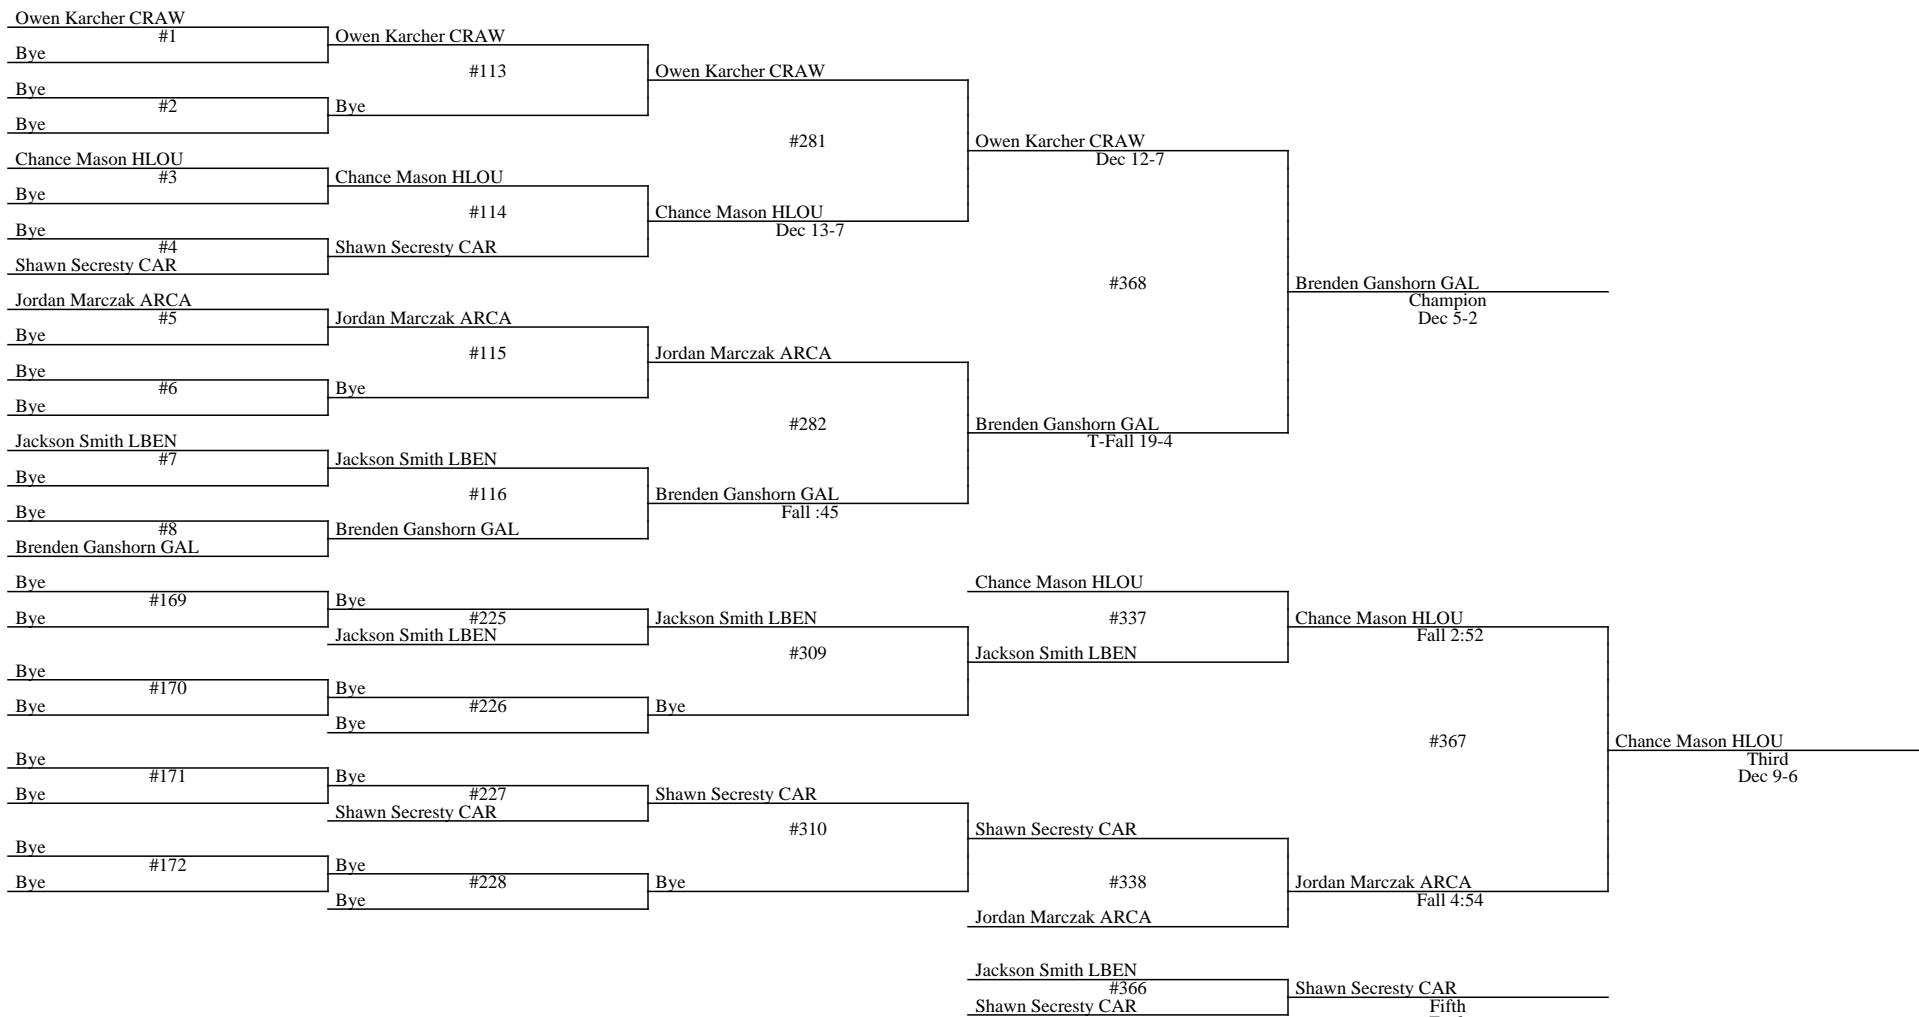 Owen Karcher CRAW
#1
Bye
Bye
#2
Bye
Chance Mason HLOU
#3
Bye
Bye
#4
Shawn Secresty CAR
Jordan Marczak ARCA
#5
Bye
Bye
#6
Bye
Jackson Smith LBEN
#7
Bye
Bye
#8
Brenden Ganshorn GAL
Owen Karcher CRAW
#113
Bye
Chance Mason HLOU
#114
Shawn Secresty CAR
Jordan Marczak ARCA
#115
Bye
Jackson Smith LBEN
#116
Brenden Ganshorn GAL
Owen Karcher CRAW
#281
Chance Mason HLOU
Dec 13-7
Jordan Marczak ARCA
#282
Brenden Ganshorn GAL
Fall :45
Owen Karcher CRAW
Dec 12-7
#368
Brenden Ganshorn GAL
T-Fall 19-4
Brenden Ganshorn GAL
Champion
Dec 5-2
Bye
#169
Bye
Bye
#170
Bye
Bye
#171
Bye
Bye
#172
Bye
Bye
#225
Jackson Smith LBEN
Bye
#226
Bye
Bye
#227
Shawn Secresty CAR
Bye
#228
Bye
Jackson Smith LBEN
#309
Bye
Shawn Secresty CAR
#310
Bye
Chance Mason HLOU
#337
Jackson Smith LBEN
Shawn Secresty CAR
#338
Jordan Marczak ARCA
Chance Mason HLOU
Fall 2:52
#367
Jordan Marczak ARCA
Fall 4:54
Chance Mason HLOU
Third
Dec 9-6
Jackson Smith LBEN
#366
Shawn Secresty CAR
Shawn Secresty CAR
Fifth